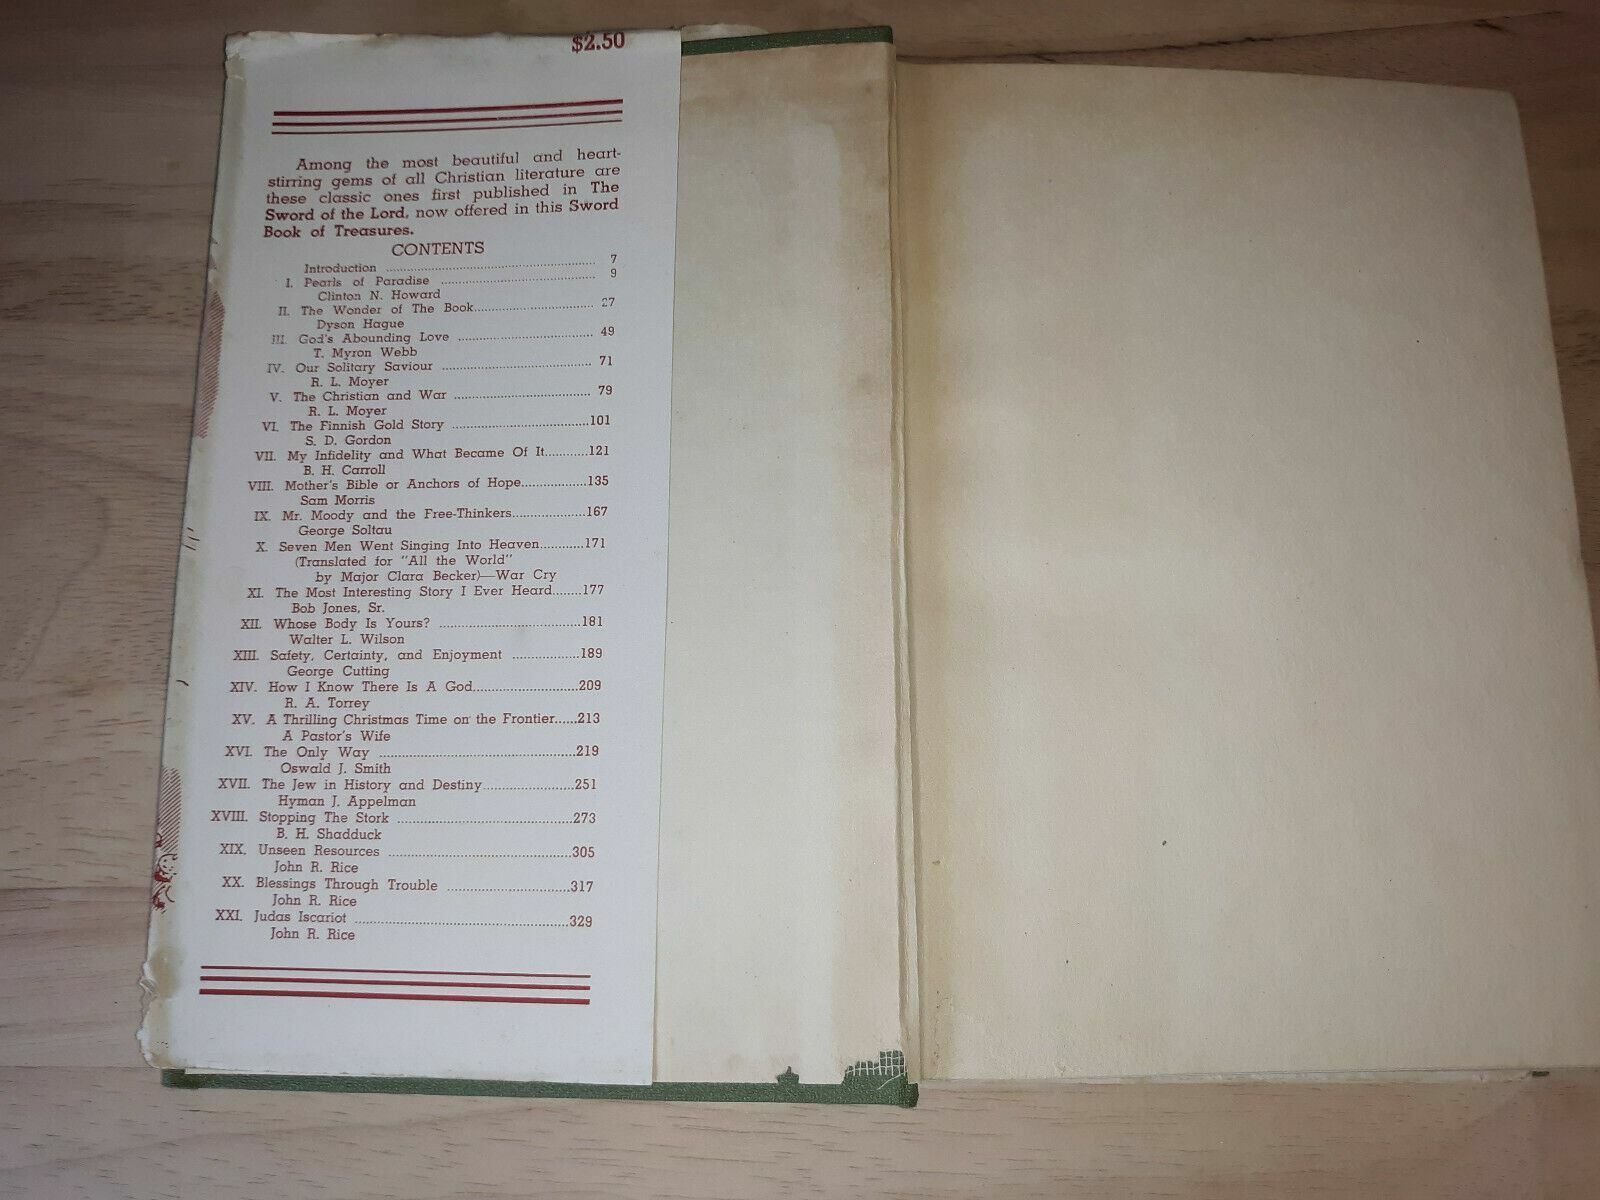 $2.50
Among the most beautiful and heart-
stirring gems of all Christian literature are
these classic ones first published in The
Sword of the Lord, now offered in this Sword
Book of Treasures.
CONTENTS
Introduction 7
I. Pearls of Paradise 9
Clinton N. Howard
II. The Wonder of The Book 27
Dyson Hague
III. God's Abounding Love 49
T. Myron Webb
IV. Our Solitary Saviour 71
R. L. Moyer
V. The Christian and War 79
R. L. Moyer
VI. The Finnish Gold Story 101
S. D. Gordon
VII. My Infidelity and What Became Of It 121
B. H. Carroll
VIII. Mother's Bible or Anchors of Hope 135
Sam Morris
IX. Mr. Moody and the Free-Thinkers 167
George Soltau
X. Seven Men Went Singing Into Heaven 171
(Translated for "All the World"
by Major Clara Becker)—War Cry
XI. The Most Interesting Story I Ever Heard 177
Bob Jones, Sr.
XII. Whose Body Is Yours? 181
Walter L. Wilson
XIII. Safety, Certainty, and Enjoyment 189
George Cutting
XIV. How I Know There Is A God 209
R. A. Torrey
XV. A Thrilling Christmas Time on the Frontier 213
A Pastor's Wife
XVI. The Only Way 219
Oswald J. Smith
XVII. The Jew in History and Destiny 251
Hyman J. Appelman
XVIII. Stopping The Stork 273
B. H. Shadduck
XIX. Unseen Resources 305
John R. Rice
XX. Blessings Through Trouble 317
John R. Rice
XXI. Judas Iscariot 329
John R. Rice